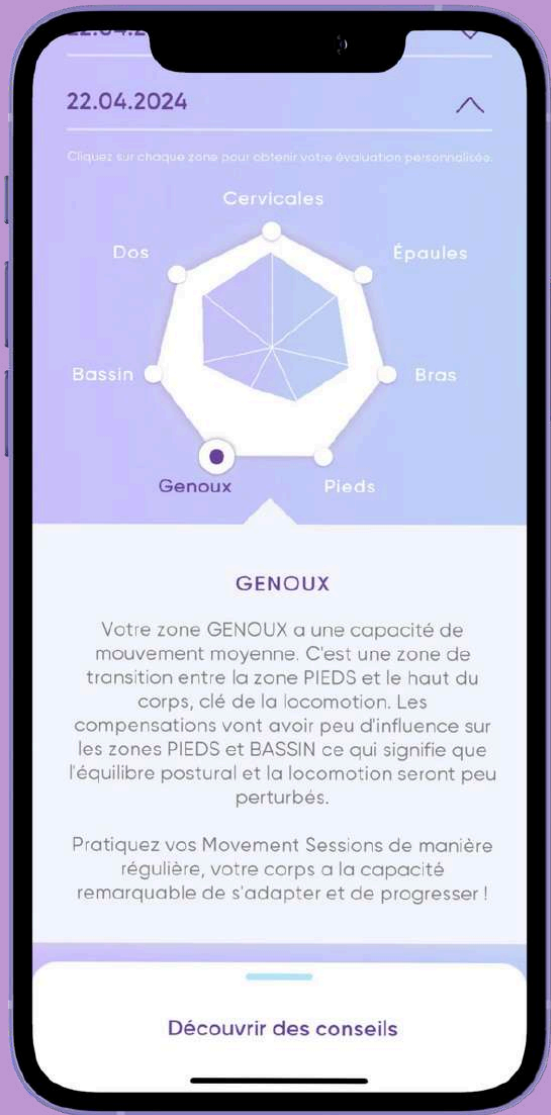 22.04.2024
Cliquez sur chaque zone pour obtenir votre évaluation personnalisée.
Cervicales
Dos
Épaules
Bassin
Bras
Genoux
Pieds
GENOUX
Votre zone GENOUX a une capacité de
mouvement moyenne. C'est une zone de
transition entre la zone PIEDS et le haut du
corps, clé de la locomotion. Les
compensations vont avoir peu d'influence sur
les zones PIEDS et BASSIN ce qui signifie que
l'équilibre postural et la locomotion seront peu
perturbés.
Pratiquez vos Movement Sessions de manière
régulière, votre corps a la capacité
remarquable de s'adapter et de progresser !
Découvrir des conseils